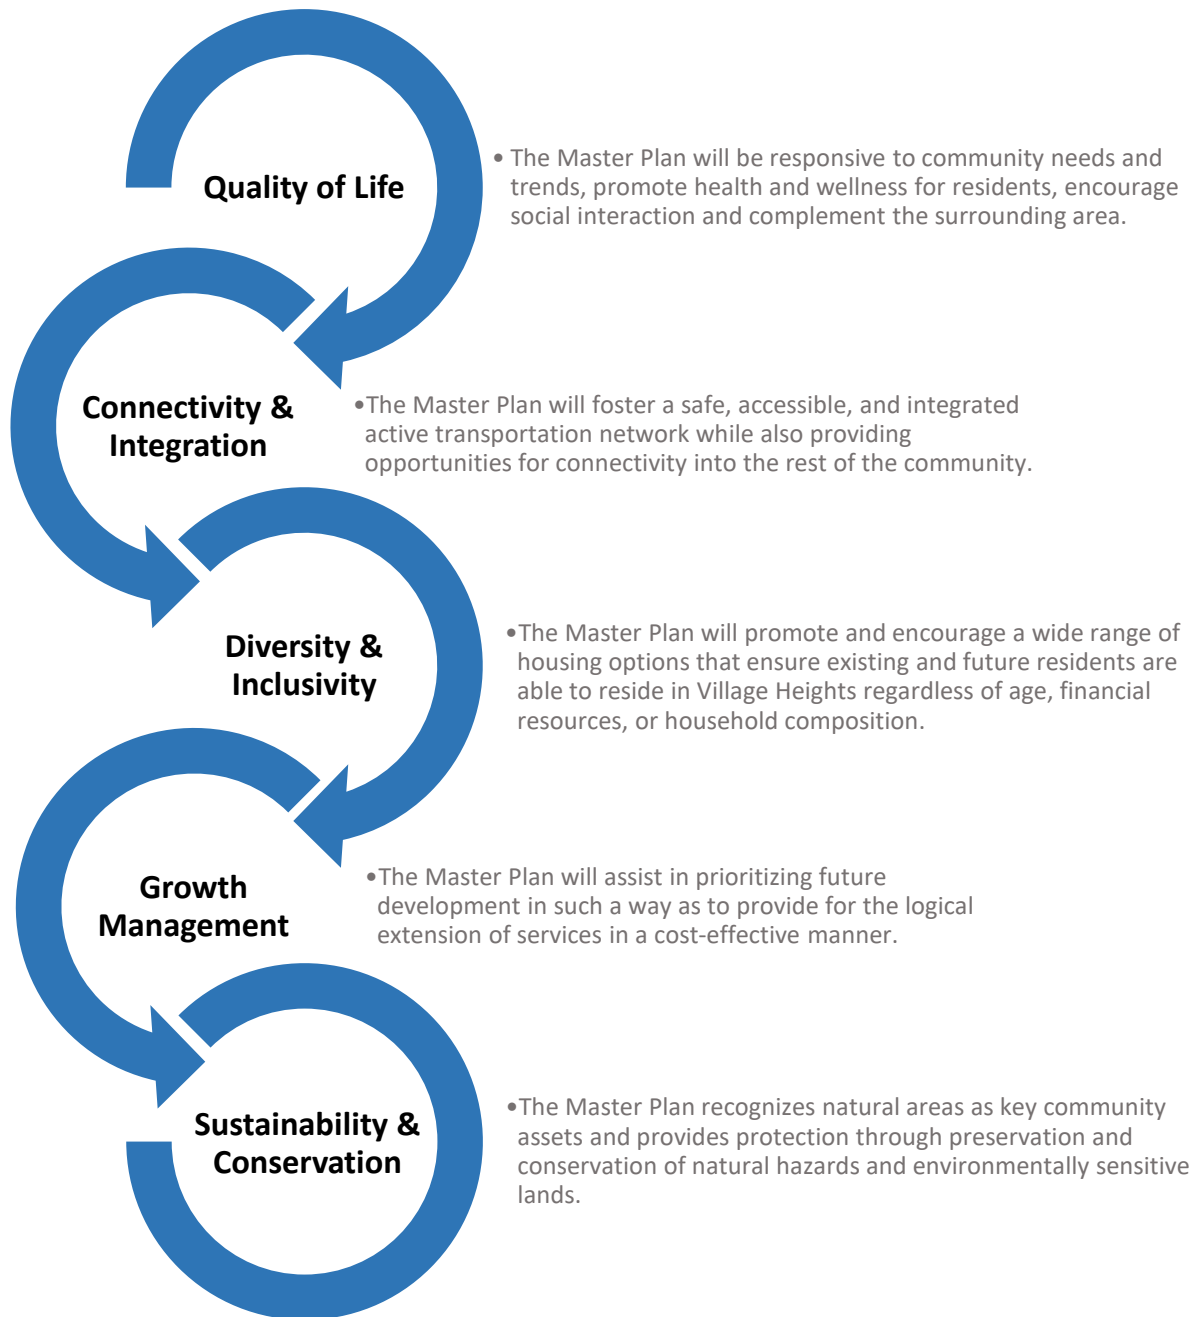 Quality of Life
• The Master Plan will be responsive to community needs and
trends, promote health and wellness for residents, encourage
social interaction and complement the surrounding area.
Connectivity &
Integration
•The Master Plan will foster a safe, accessible, and integrated
active transportation network while also providing
opportunities for connectivity into the rest of the community.
Diversity &
Inclusivity
•The Master Plan will promote and encourage a wide range of
housing options that ensure existing and future residents are
able to reside in Village Heights regardless of age, financial
resources, or household composition.
Growth
Management
•The Master Plan will assist in prioritizing future
development in such a way as to provide for the logical
extension of services in a cost-effective manner.
Sustainability &
Conservation
•The Master Plan recognizes natural areas as key community
assets and provides protection through preservation and
conservation of natural hazards and environmentally sensitive
lands.